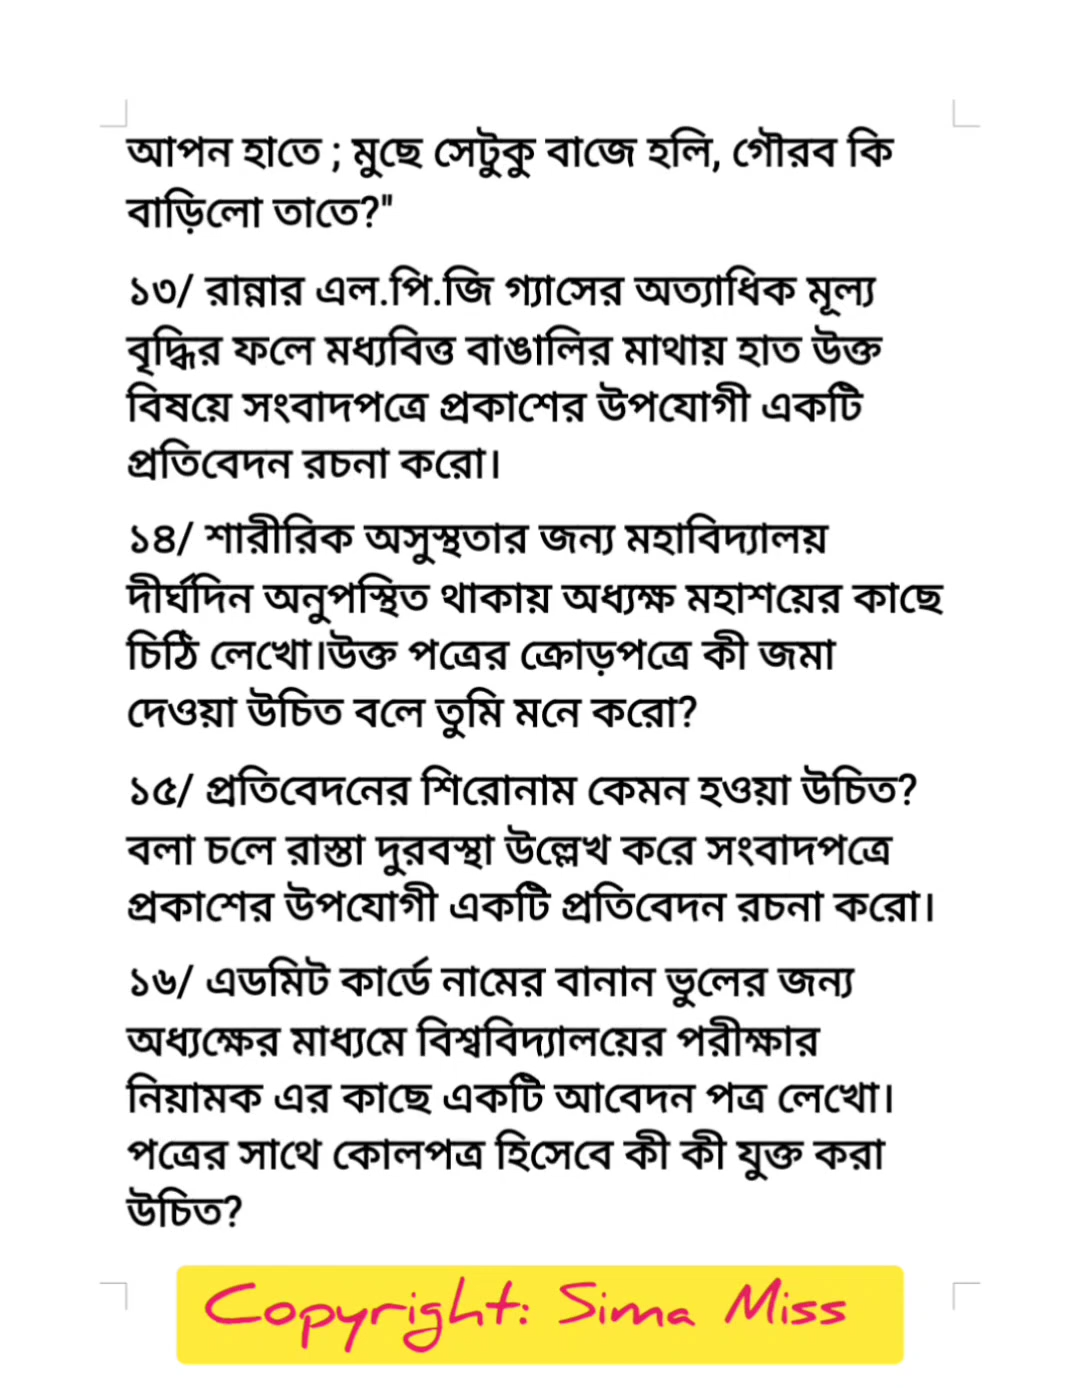 আপন হাতে ; মুছে সেটুকু বাজে হলি, গৌরব কি
বাড়িলো তাতে?"
১৩/ রান্নার এল.পি.জি গ্যাসের অত্যাধিক মূল্য
বৃদ্ধির ফলে মধ্যবিত্ত বাঙালির মাথায় হাত উক্ত
বিষয়ে সংবাদপত্রে প্রকাশের উপযোগী একটি
প্রতিবেদন রচনা করো।
১৪/ শারীরিক অসুস্থতার জন্য মহাবিদ্যালয়
দীর্ঘদিন অনুপস্থিত থাকায় অধ্যক্ষ মহাশয়ের কাছে
চিঠি লেখো।উক্ত পত্রের ক্রোড়পত্রে কী জমা
দেওয়া উচিত বলে তুমি মনে করো?
১৫/ প্রতিবেদনের শিরোনাম কেমন হওয়া উচিত?
বলা চলে রাস্তা দুরবস্থা উল্লেখ করে সংবাদপত্রে
প্রকাশের উপযোগী একটি প্রতিবেদন রচনা করো।
১৬/ এডমিট কার্ডে নামের বানান ভুলের জন্য
অধ্যক্ষের মাধ্যমে বিশ্ববিদ্যালয়ের পরীক্ষার
নিয়ামক এর কাছে একটি আবেদন পত্র লেখো।
পত্রের সাথে কোলপত্র হিসেবে কী কী যুক্ত করা
উচিত?
Copyright: Sima Miss